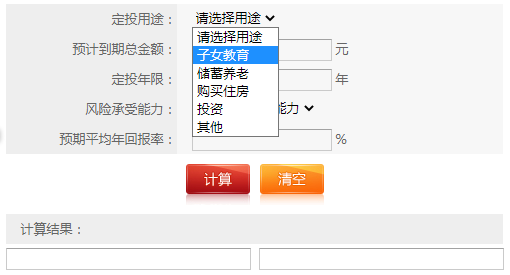 定投用途： 请选择用途
请选择用途
子女教育
储蓄养老
购买住房
投资
其他
预计到期总金额： 元
定投年限： 年
风险承受能力： 能力
预期平均年回报率： %
计算 清空
计算结果：